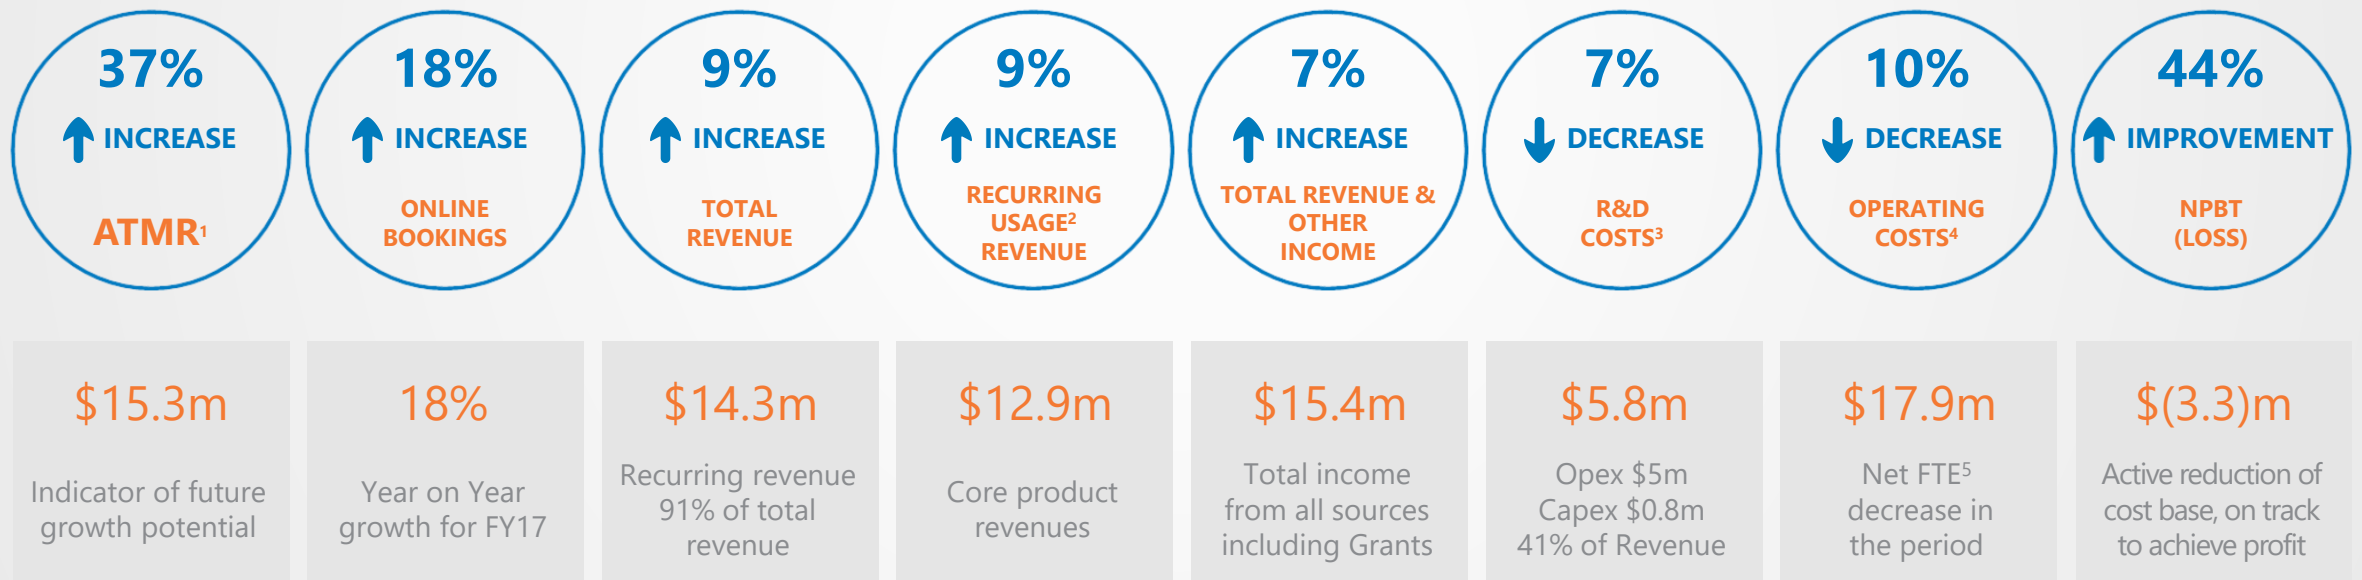 37%
INCREASE
ATMR¹
$15.3m
Indicator of future
growth potential
18%
INCREASE
ONLINE
BOOKINGS
18%
Year on Year
growth for FY17
9%
INCREASE
TOTAL
REVENUE
$14.3m
Recurring revenue
91% of total
revenue
9%
INCREASE
RECURRING
USAGE²
REVENUE
$12.9m
Core product
revenues
7%
INCREASE
TOTAL REVENUE &
OTHER
INCOME
$15.4m
Total income
from all sources
including Grants
7%
DECREASE
R&D
COSTS³
$5.8m
Opex $5m
Capex $0.8m
41% of Revenue
10%
DECREASE
OPERATING
COSTS⁴
$17.9m
Net FTE⁵
decrease in
the period
44%
IMPROVEMENT
NPBT
(LOSS)
$(3.3)m
Active reduction of
cost base, on track
to achieve profit